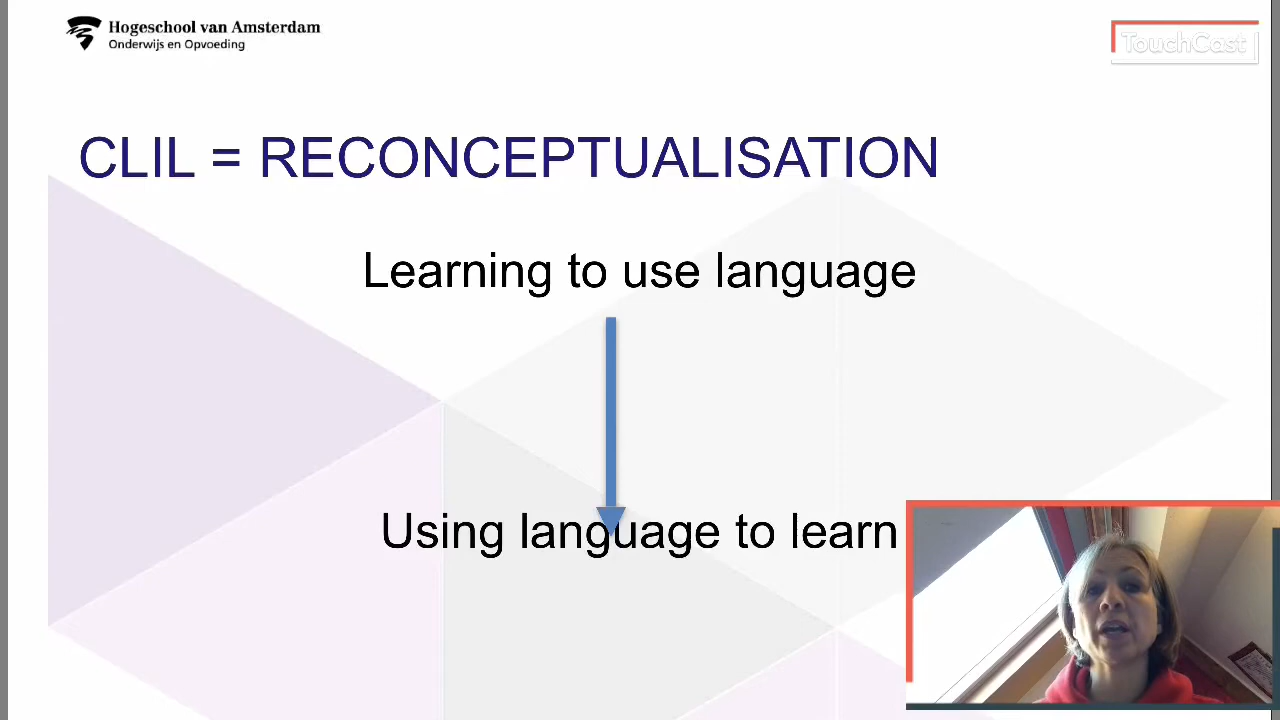 Hogeschool van Amsterdam
Onderwijs en Opvoeding
TouchCast
CLIL = RECONCEPTUALISATION
Learning to use language
Using language to learn